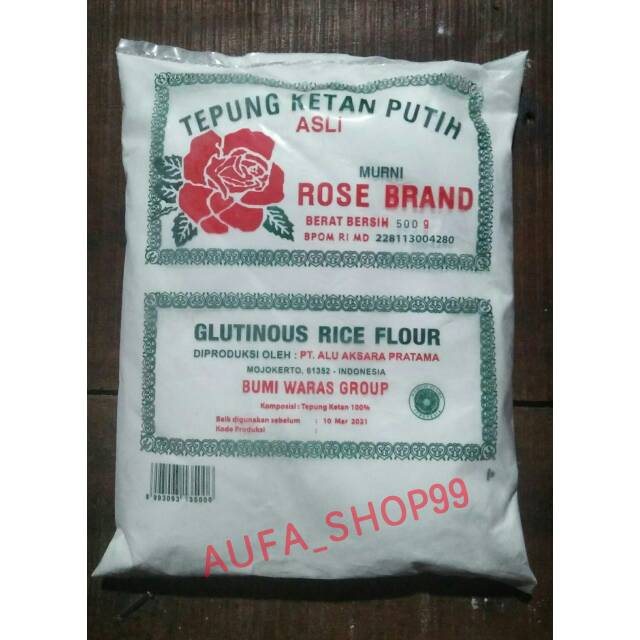 TEPUNG KETAN PUTIH
ASLI
MURNI
ROSE BRAND
BERAT BERSIH 500 g
BPOM RI MD 228113004280
GLUTINOUS RICE FLOUR
DIPRODUKSI OLEH : PT. ALU AKSARA PRATAMA
MOJOKERTO, 61352 - INDONESIA
BUMI WARAS GROUP
Komposisi : Tepung Ketan 100%
Baik digunakan sebelum : 10 Mar 2021
Kode Produksi :
AUFA_SHOP99